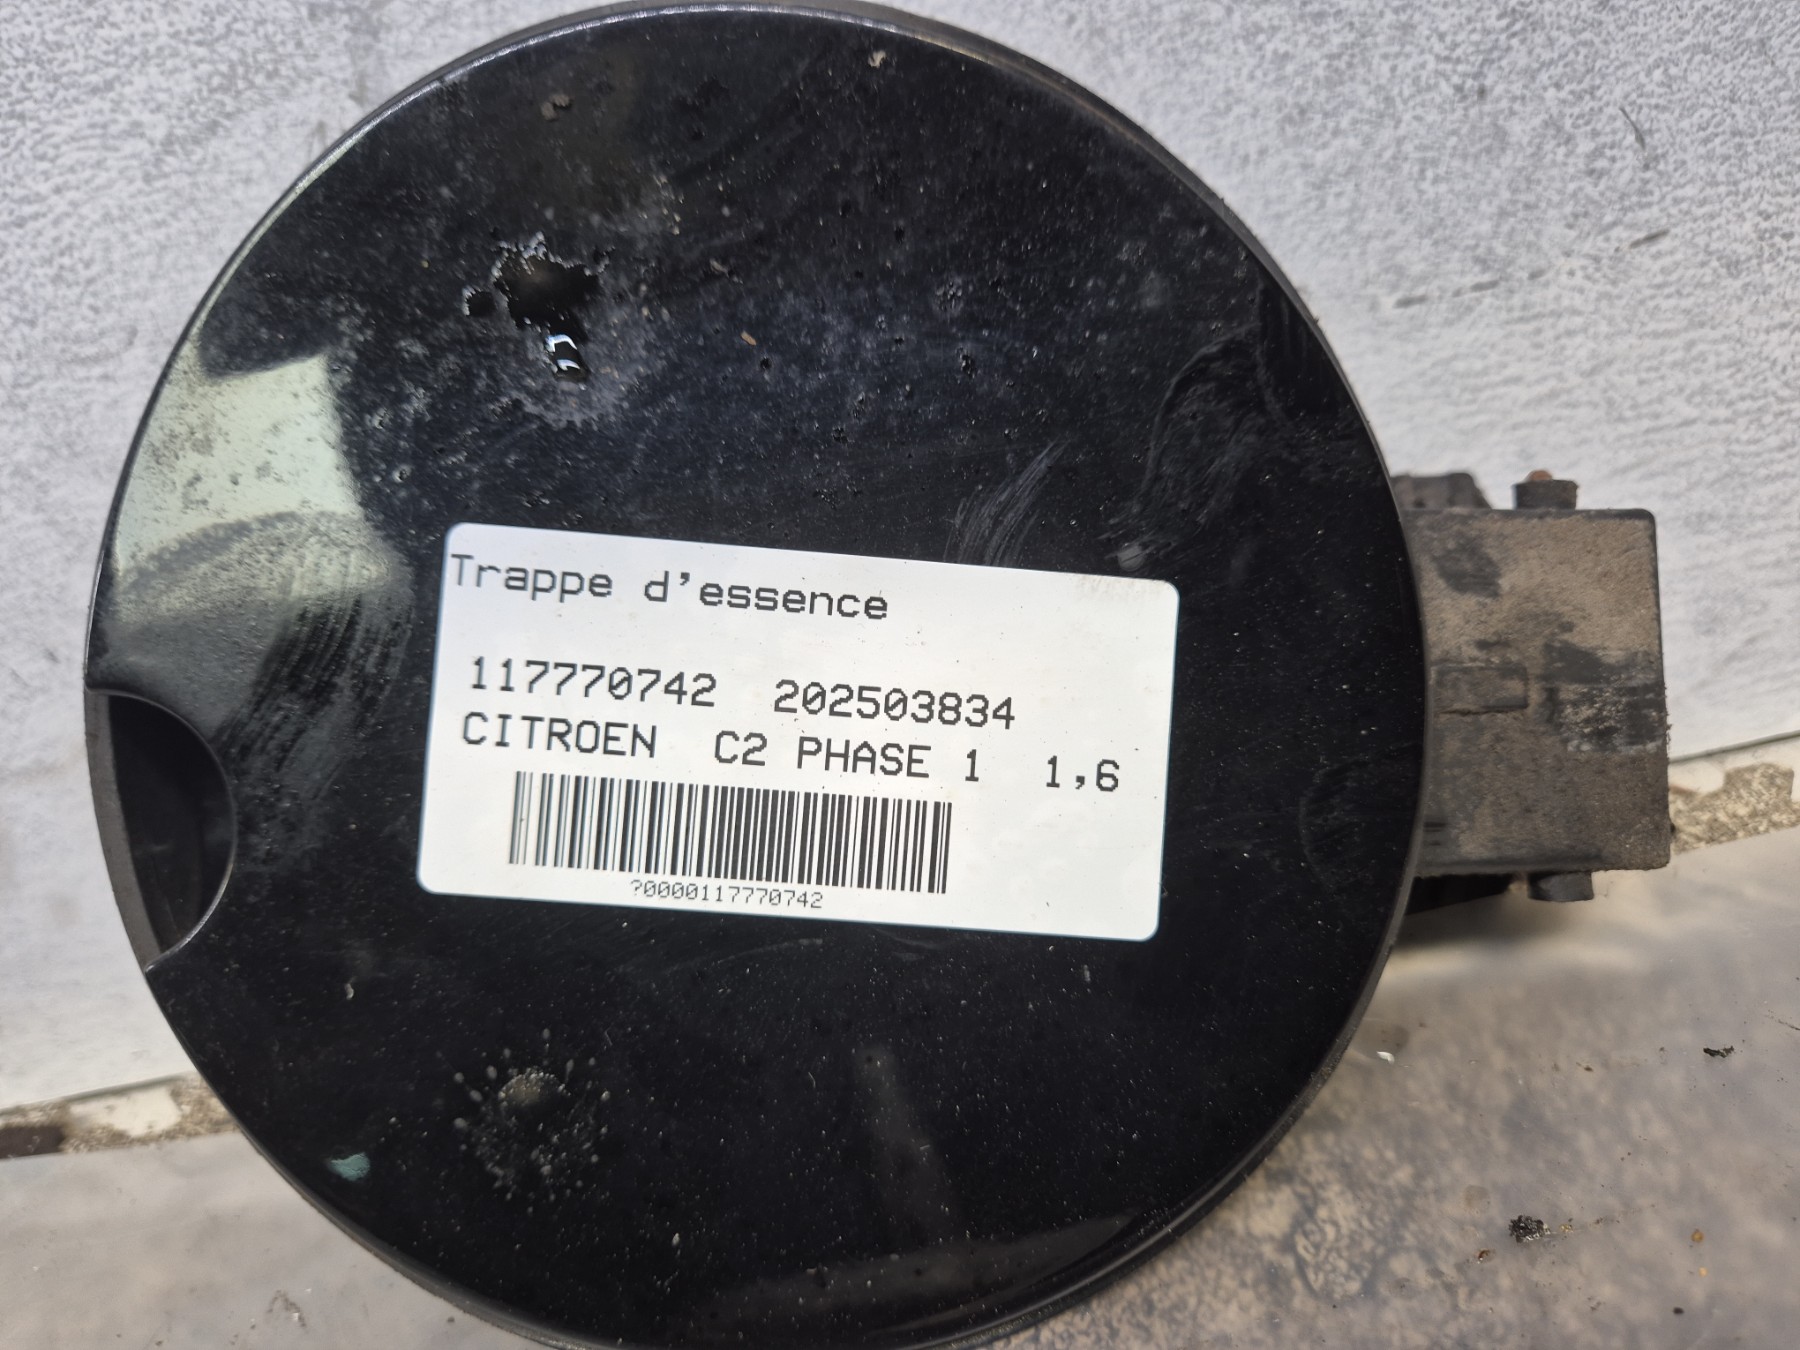 Trappe d'essence
117770742 202503834
CITROEN C2 PHASE 1 1,6
?0000117770742